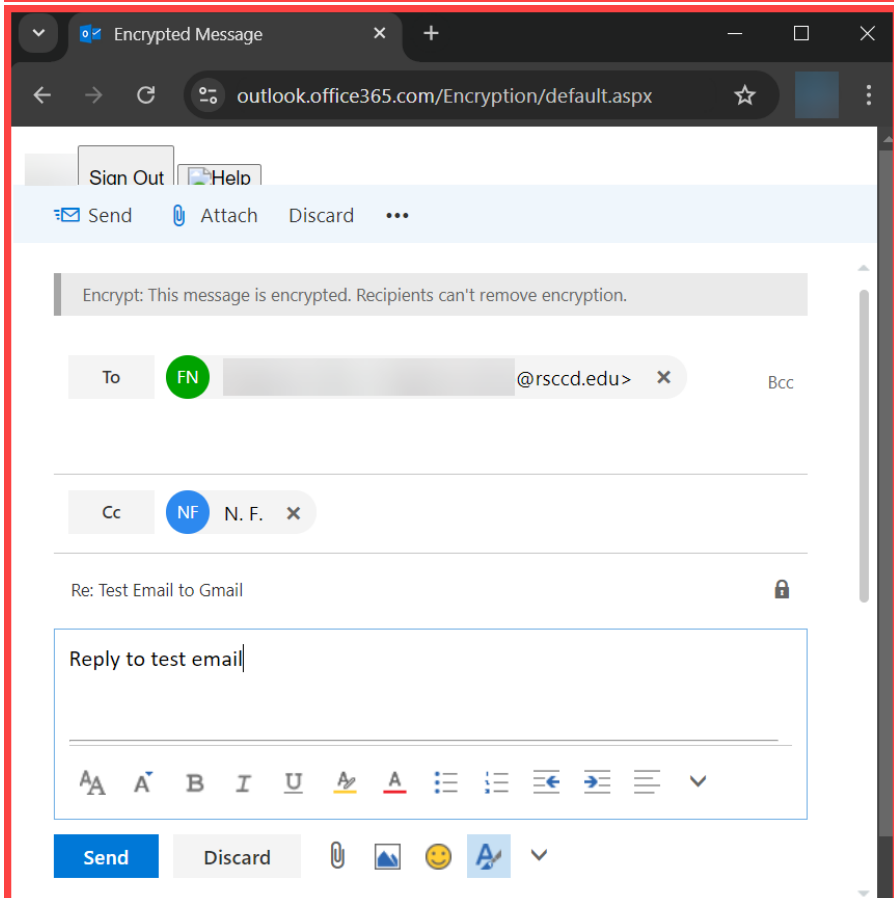 Encrypted Message
outlook.office365.com/Encryption/default.aspx
Sign Out Help
Send Attach Discard •••
Encrypt: This message is encrypted. Recipients can't remove encryption.
To FN @rsccd.edu> Bcc
Cc NF N. F.
Re: Test Email to Gmail
Reply to test email
AA A B I U A A
Send Discard A